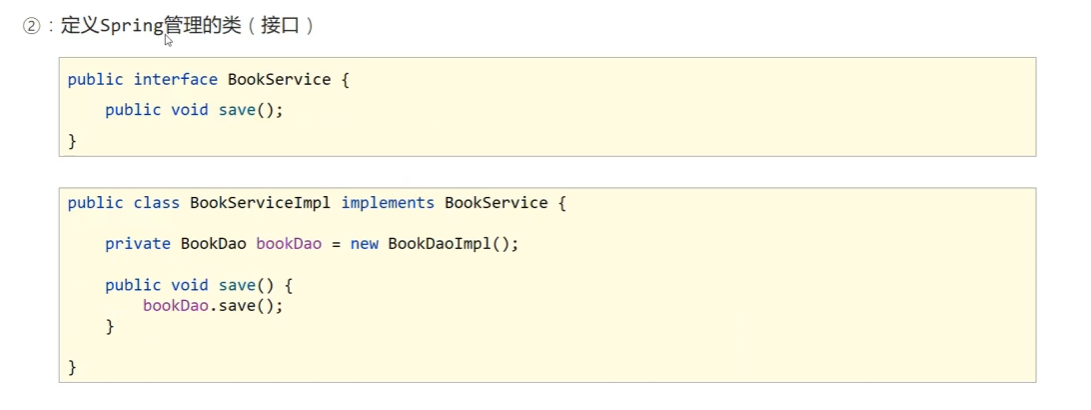 ②：定义Spring管理的类（接口）
public interface BookService {
    public void save();
}
public class BookServiceImpl implements BookService {
    private BookDao bookDao = new BookDaoImpl();
    public void save() {
        bookDao.save();
    }
}